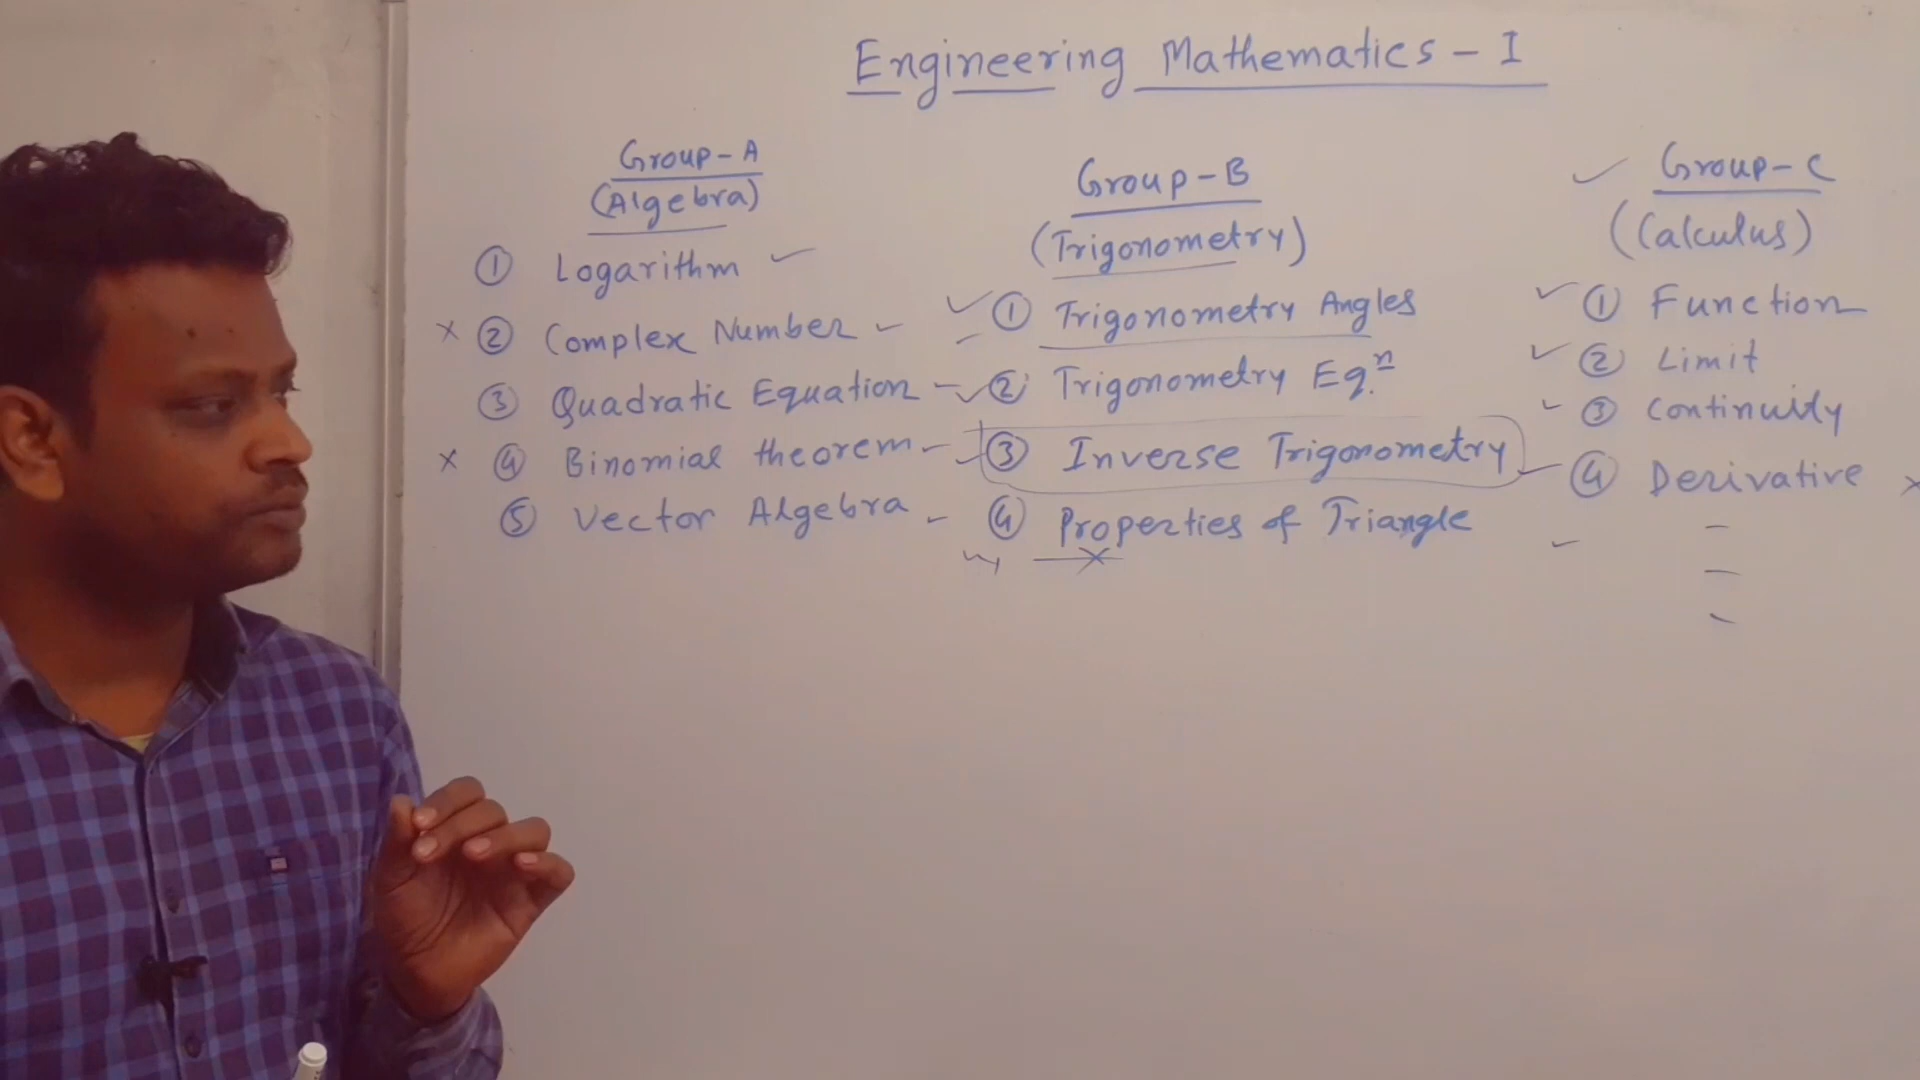 Engineering Mathematics - I
Group-A
(Algebra)
① Logarithm ✓
× ② Complex Number ✓
③ Quadratic Equation -
× ④ Binomial theorem -
⑤ Vector Algebra -
Group-B
(Trigonometry)
✓ ① Trigonometry Angles
✓ ② Trigonometry Eq.ⁿ
✓ ③ Inverse Trigonometry
④ Properties of Triangle
×
✓ Group-C
(Calculus)
✓ ① Function
✓ ② Limit
✓ ③ Continuity
✓ ④ Derivative ×
-
-
-